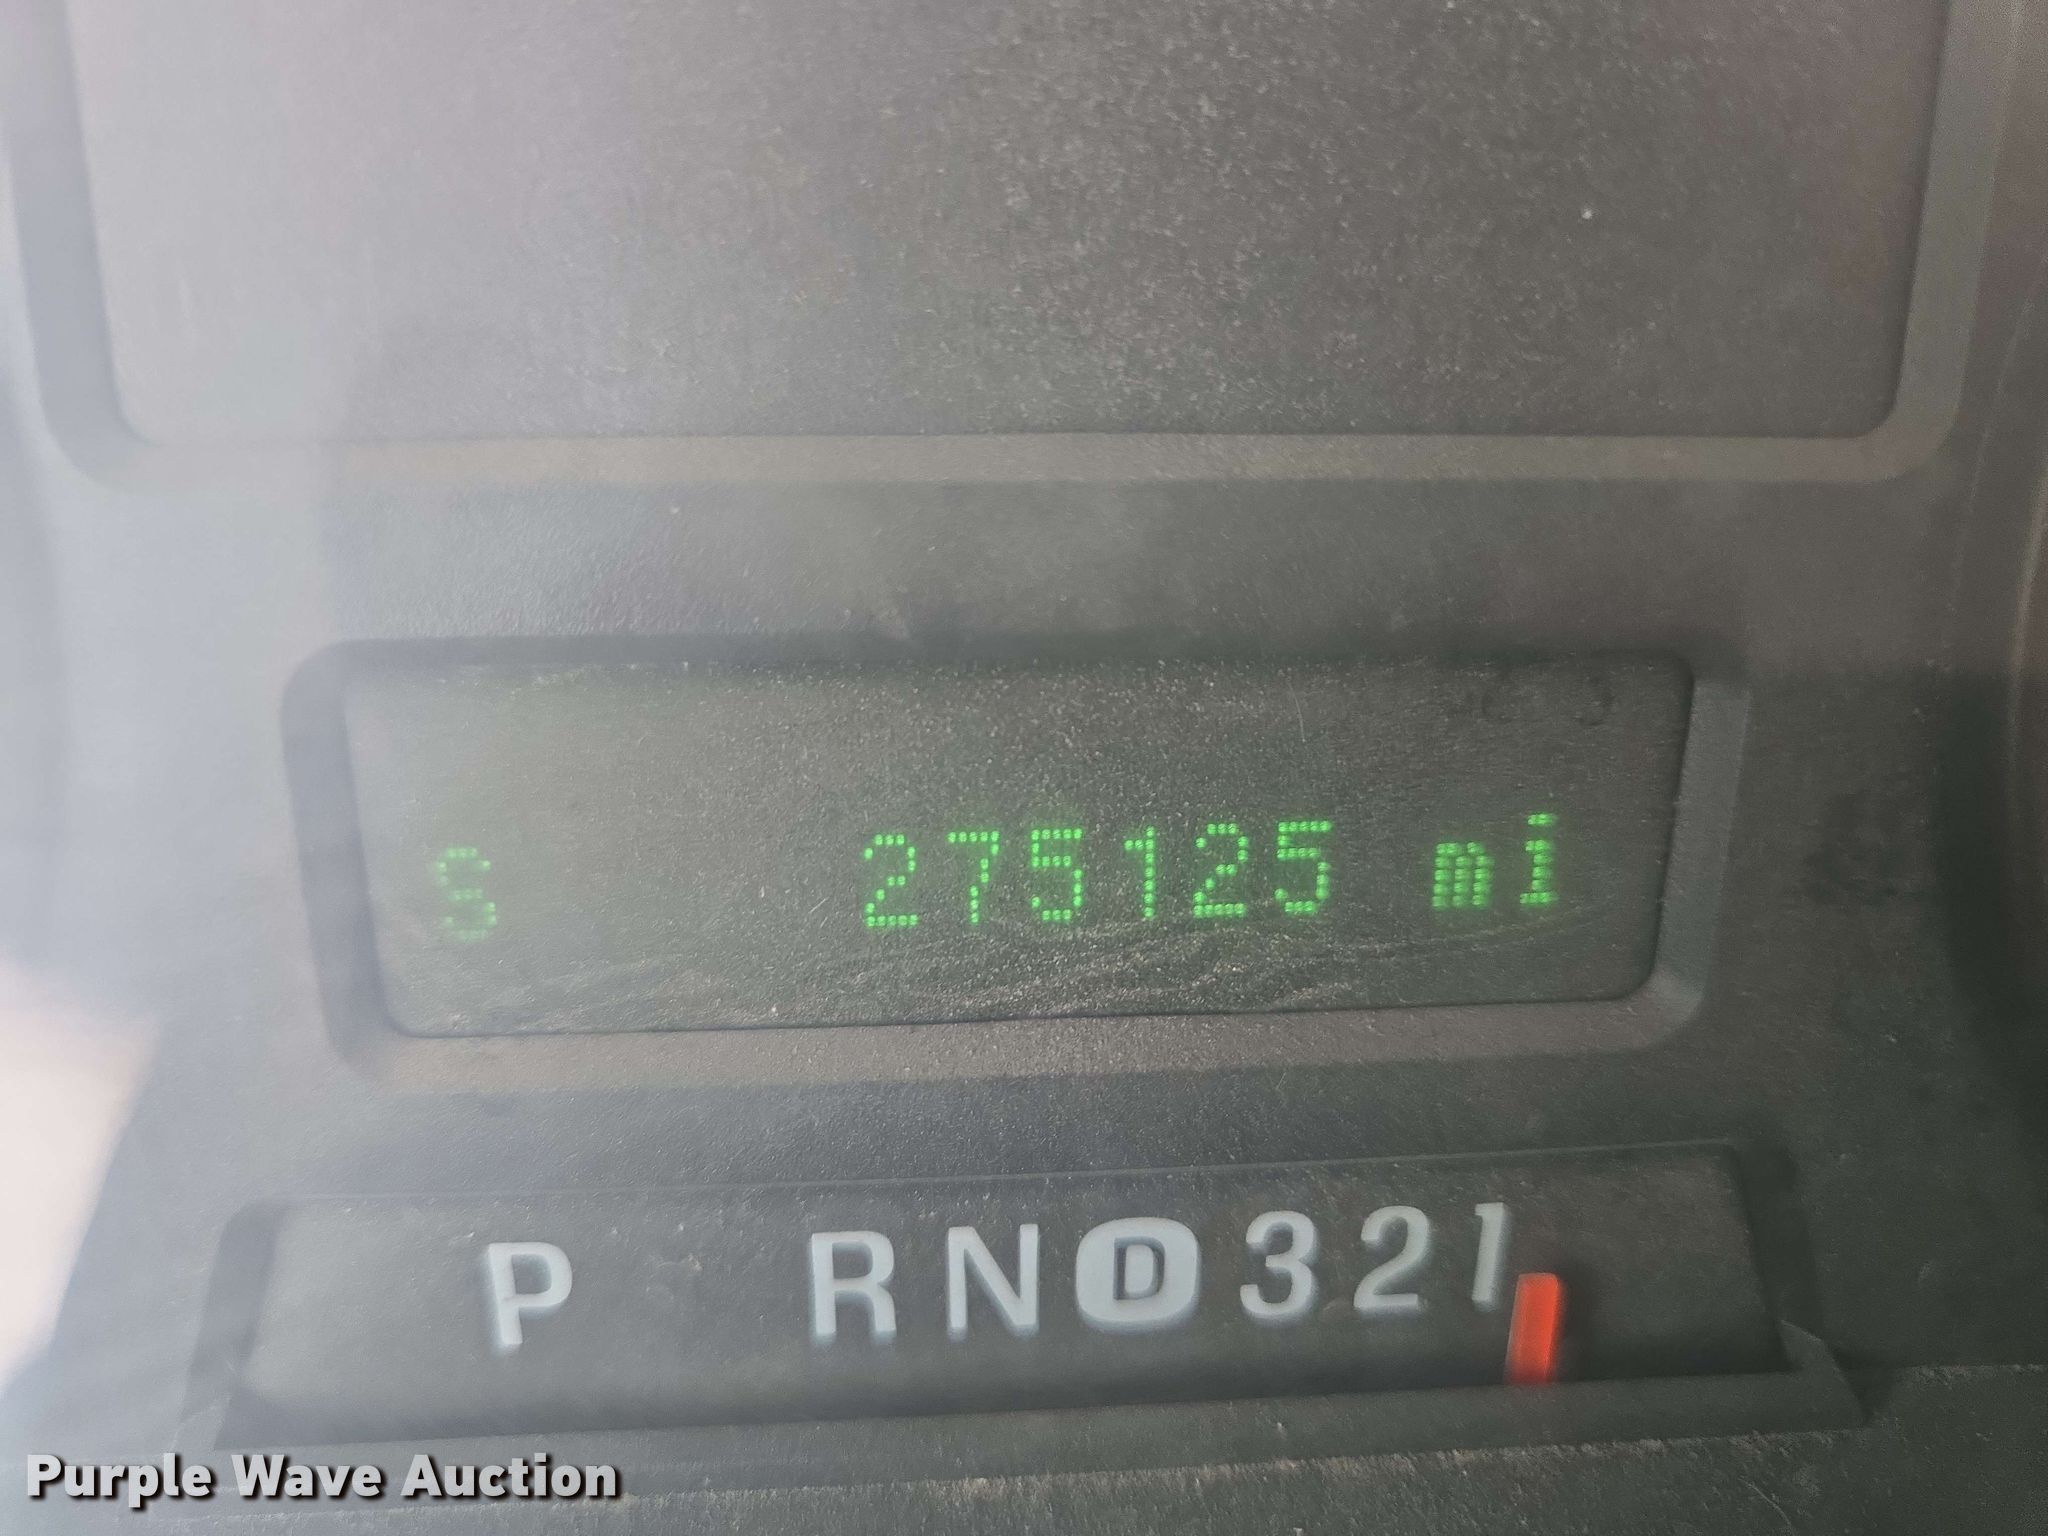 S 275125 mi
P RND321
Purple Wave Auction